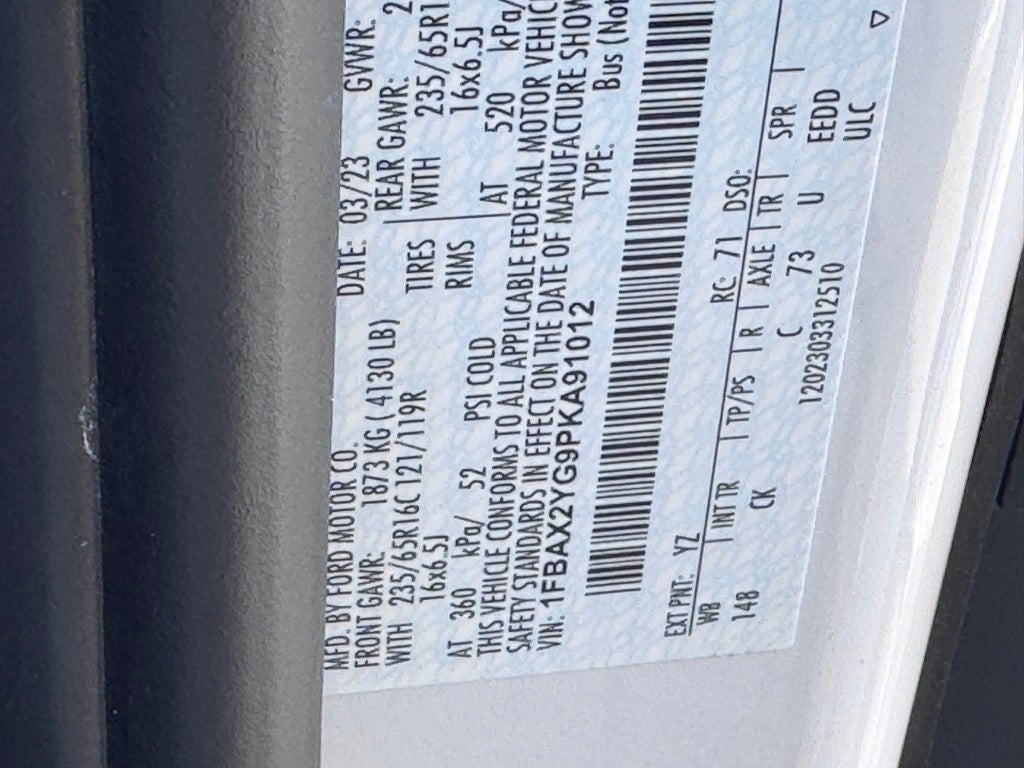 MFD. BY FORD MOTOR CO. DATE: 03/23 GVWR:
FRONT GAWR: 1873 KG (4130 LB) REAR GAWR: 2
WITH 235/65R16C 121/119R TIRES WITH 235/65R1
16x6.5J RIMS 16x6.5J
AT 360 kPa/ 52 PSI COLD AT 520 kPa/
THIS VEHICLE CONFORMS TO ALL APPLICABLE FEDERAL MOTOR VEHIC
SAFETY STANDARDS IN EFFECT ON THE DATE OF MANUFACTURE SHOW
VIN: 1FBAX2YG9PKA91012 TYPE: Bus (Not
EXT PNT: YZ RC: 71 DSO:
WB | INT TR | TP/PS | R | AXLE | TR | SPR |
148 CK C 73 U EEDD
1202303312510 ULC